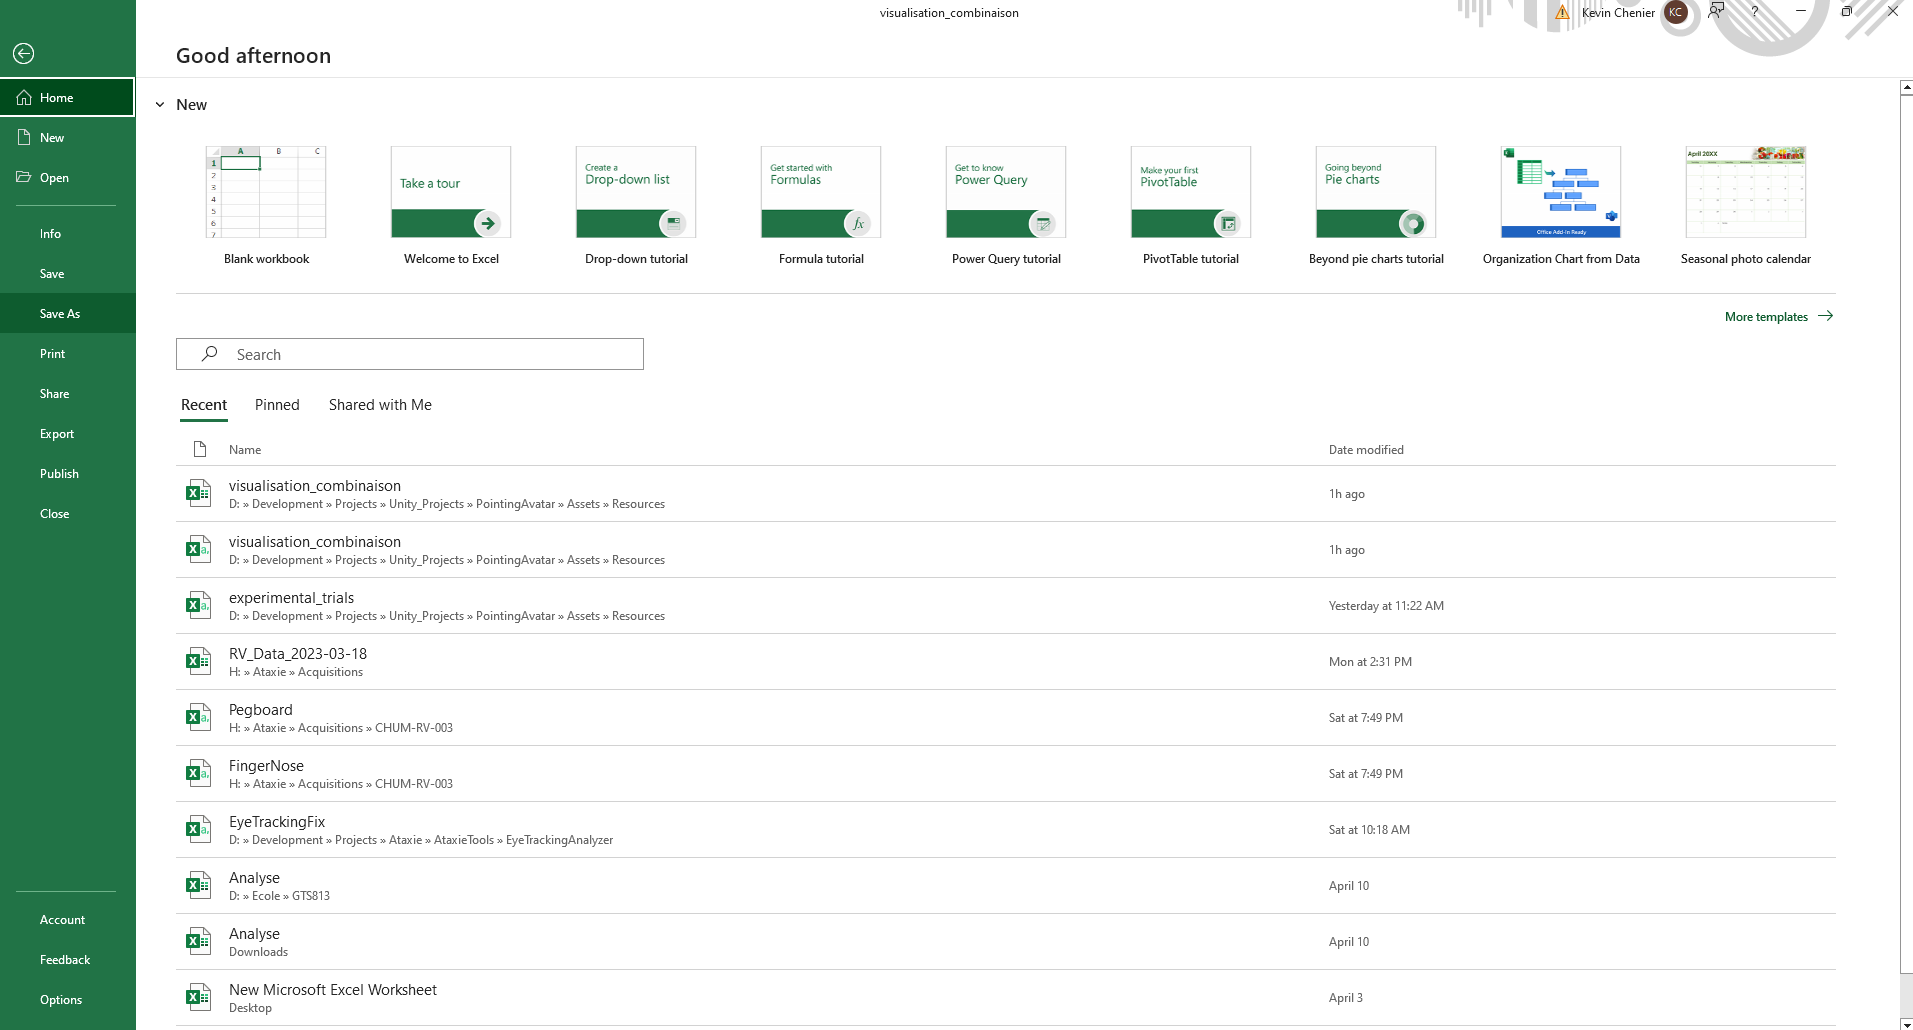 visualisation_combinaison
Kevin Chenier
KC
?
Good afternoon
Home
New
Open
Info
Save
Save As
Print
Share
Export
Publish
Close
Account
Feedback
Options
New
A B C
1
2
3
4
5
6
7
Blank workbook
Take a tour
Welcome to Excel
Create a
Drop-down list
Drop-down tutorial
Get started with
Formulas
fx
Formula tutorial
Get to know
Power Query
Power Query tutorial
Make your first
PivotTable
PivotTable tutorial
Going beyond
Pie charts
Beyond pie charts tutorial
Office Add-in Ready
Organization Chart from Data
April 20XX
Seasonal photo calendar
More templates
Search
Recent Pinned Shared with Me
Name Date modified
visualisation_combinaison
D: » Development » Projects » Unity_Projects » PointingAvatar » Assets » Resources
1h ago
visualisation_combinaison
D: » Development » Projects » Unity_Projects » PointingAvatar » Assets » Resources
1h ago
experimental_trials
D: » Development » Projects » Unity_Projects » PointingAvatar » Assets » Resources
Yesterday at 11:22 AM
RV_Data_2023-03-18
H: » Ataxie » Acquisitions
Mon at 2:31 PM
Pegboard
H: » Ataxie » Acquisitions » CHUM-RV-003
Sat at 7:49 PM
FingerNose
H: » Ataxie » Acquisitions » CHUM-RV-003
Sat at 7:49 PM
EyeTrackingFix
D: » Development » Projects » Ataxie » AtaxieTools » EyeTrackingAnalyzer
Sat at 10:18 AM
Analyse
D: » Ecole » GTS813
April 10
Analyse
Downloads
April 10
New Microsoft Excel Worksheet
Desktop
April 3